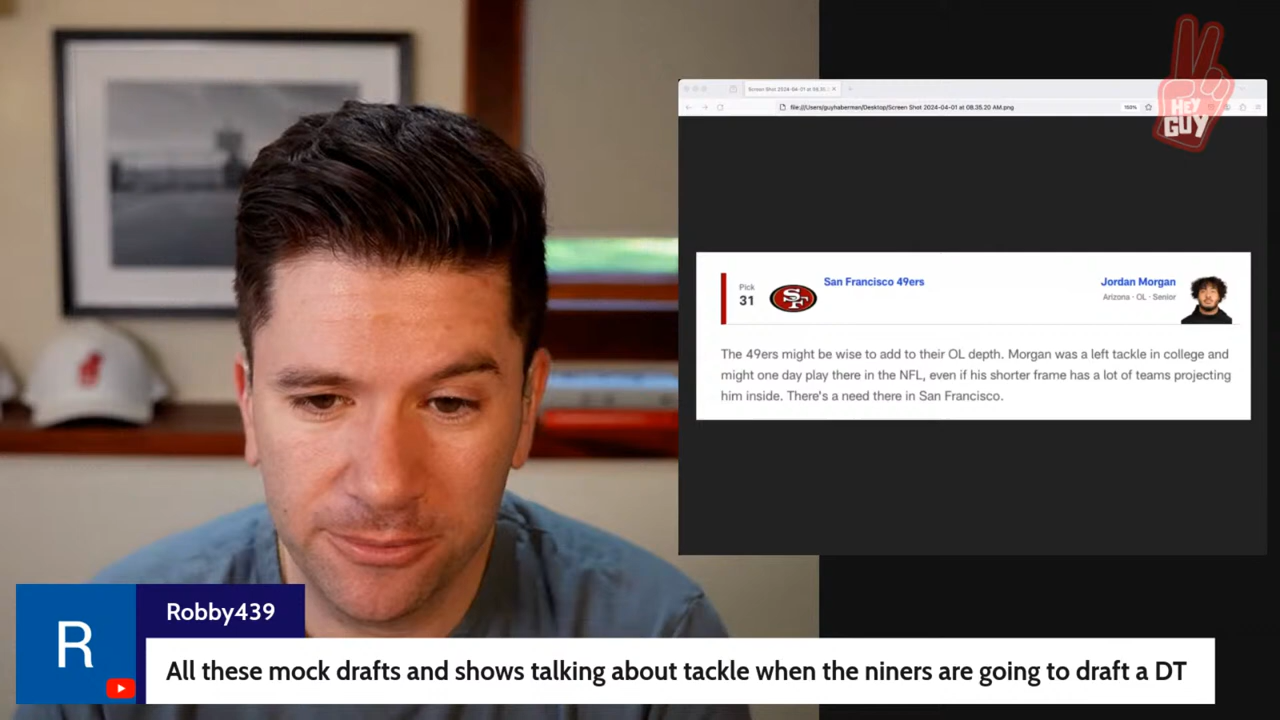 HEY
GUY
Screen Shot 2024-04-01 at 08.35.
file:///Users/guyhaberman/Desktop/Screen Shot 2024-04-01 at 08.35.20 AM.png
150%
Pick
31
San Francisco 49ers
Jordan Morgan
Arizona · OL · Senior
The 49ers might be wise to add to their OL depth. Morgan was a left tackle in college and
might one day play there in the NFL, even if his shorter frame has a lot of teams projecting
him inside. There's a need there in San Francisco.
R
Robby439
All these mock drafts and shows talking about tackle when the niners are going to draft a DT